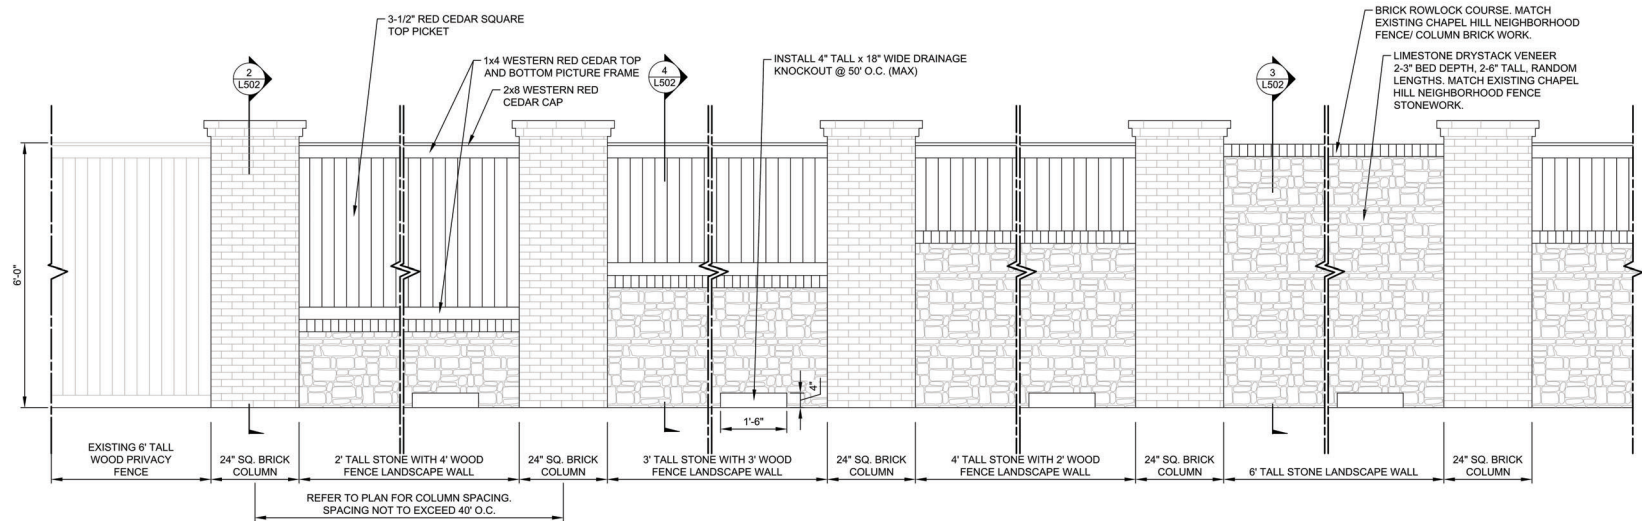 3-1/2" RED CEDAR SQUARE
TOP PICKET
1x4 WESTERN RED CEDAR TOP
AND BOTTOM PICTURE FRAME
2x8 WESTERN RED
CEDAR CAP
INSTALL 4" TALL x 18" WIDE DRAINAGE
KNOCKOUT @ 50' O.C. (MAX)
BRICK ROWLOCK COURSE. MATCH
EXISTING CHAPEL HILL NEIGHBORHOOD
FENCE/ COLUMN BRICK WORK.
LIMESTONE DRYSTACK VENEER
2-3" BED DEPTH, 2-6" TALL, RANDOM
LENGTHS. MATCH EXISTING CHAPEL
HILL NEIGHBORHOOD FENCE
STONEWORK.
2
L502
4
L502
3
L502
6'-0"
4"
1'-6"
EXISTING 6' TALL
WOOD PRIVACY
FENCE
24" SQ. BRICK
COLUMN
2' TALL STONE WITH 4' WOOD
FENCE LANDSCAPE WALL
24" SQ. BRICK
COLUMN
3' TALL STONE WITH 3' WOOD
FENCE LANDSCAPE WALL
24" SQ. BRICK
COLUMN
4' TALL STONE WITH 2' WOOD
FENCE LANDSCAPE WALL
24" SQ. BRICK
COLUMN
6' TALL STONE LANDSCAPE WALL
24" SQ. BRICK
COLUMN
REFER TO PLAN FOR COLUMN SPACING.
SPACING NOT TO EXCEED 40' O.C.